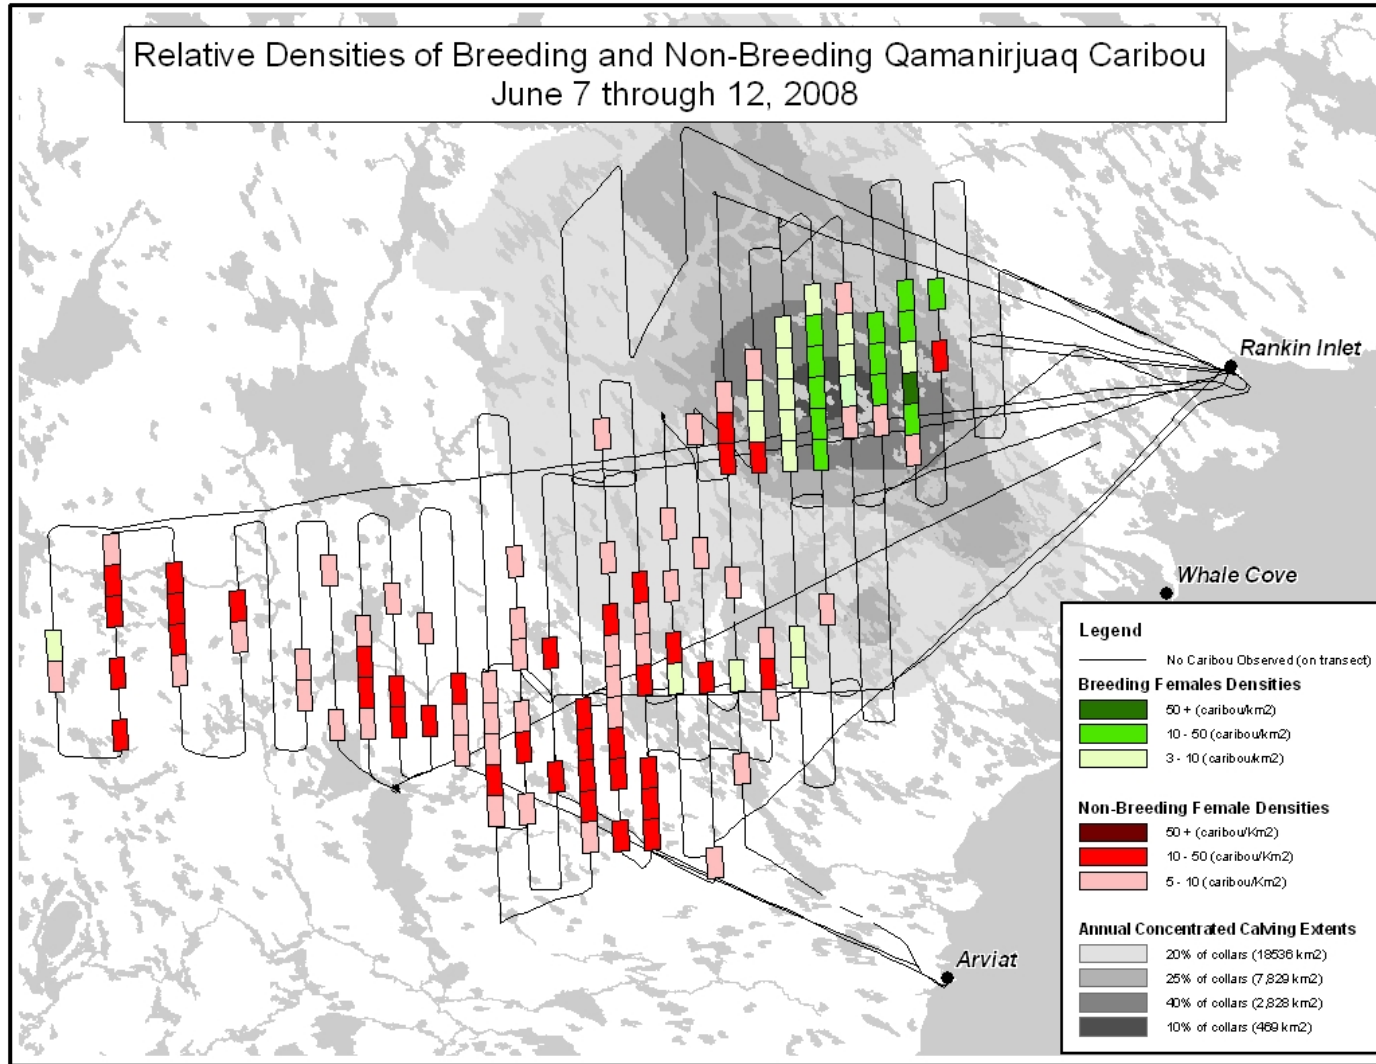 Relative Densities of Breeding and Non-Breeding Qamanirjuaq Caribou
June 7 through 12, 2008
Rankin Inlet
Whale Cove
Arviat
Legend
No Caribou Observed (on transect)
Breeding Females Densities
50 + (caribou/km2)
10 - 50 (caribou/km2)
3 - 10 (caribou/km2)
Non-Breeding Female Densities
50 + (caribou/Km2)
10 - 50 (caribou/Km2)
5 - 10 (caribou/Km2)
Annual Concentrated Calving Extents
20% of collars (18536 km2)
25% of collars (7,829 km2)
40% of collars (2,828 km2)
10% of collars (469 km2)